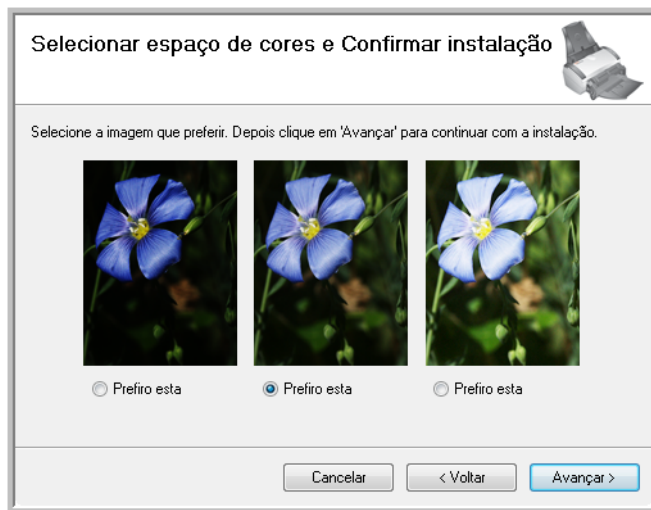 Selecionar espaço de cores e Confirmar instalação
Selecione a imagem que preferir. Depois clique em 'Avançar' para continuar com a instalação.
Prefiro esta
Prefiro esta
Prefiro esta
Cancelar
< Voltar
Avançar >